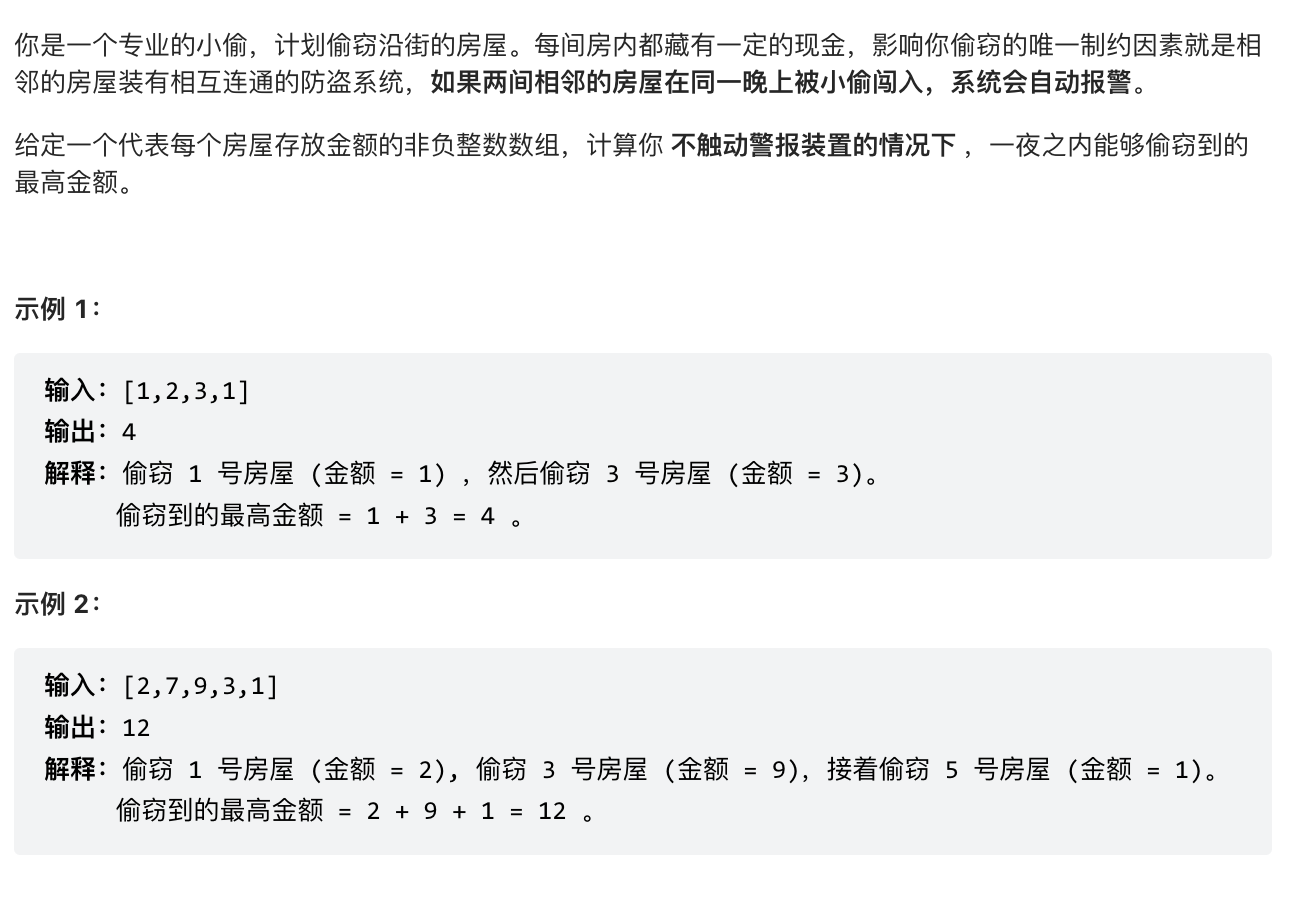 你是一个专业的小偷，计划偷窃沿街的房屋。每间房内都藏有一定的现金，影响你偷窃的唯一制约因素就是相
邻的房屋装有相互连通的防盗系统，如果两间相邻的房屋在同一晚上被小偷闯入，系统会自动报警。
给定一个代表每个房屋存放金额的非负整数数组，计算你 不触动警报装置的情况下 ，一夜之内能够偷窃到的
最高金额。
示例 1：
输入：[1,2,3,1]
输出：4
解释：偷窃 1 号房屋 (金额 = 1) ，然后偷窃 3 号房屋 (金额 = 3)。
偷窃到的最高金额 = 1 + 3 = 4 。
示例 2：
输入：[2,7,9,3,1]
输出：12
解释：偷窃 1 号房屋 (金额 = 2), 偷窃 3 号房屋 (金额 = 9)，接着偷窃 5 号房屋 (金额 = 1)。
偷窃到的最高金额 = 2 + 9 + 1 = 12 。